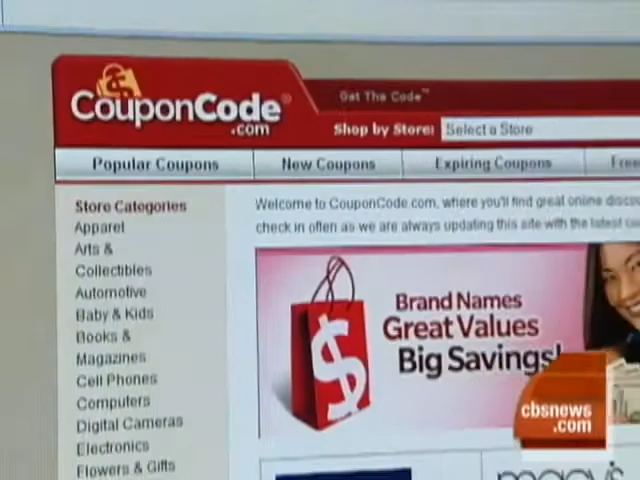 CouponCode®
.com
Get The Code™
Shop by Store:
Select a Store
Popular Coupons
New Coupons
Expiring Coupons
Store Categories
Apparel
Arts &
Collectibles
Automotive
Baby & Kids
Books &
Magazines
Cell Phones
Computers
Digital Cameras
Electronics
Flowers & Gifts
Welcome to CouponCode.com, where you'll find great online
check in often as we are always updating this site with the latest
$
Brand Names
Great Values
Big Savings!
cbsnews
.com
macy's